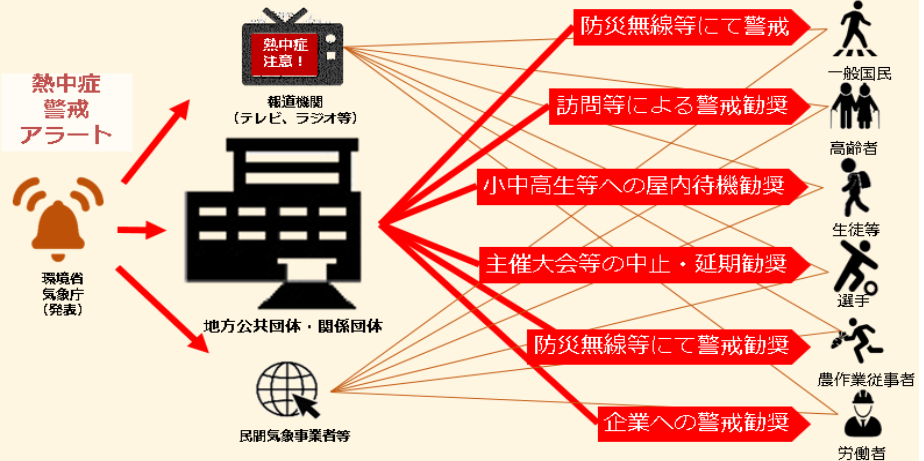 熱中症
警戒
アラート
環境省
気象庁
（発表）
熱中症
注意！
報道機関
（テレビ、ラジオ等）
地方公共団体・関係団体
民間気象事業者等
防災無線等にて警戒
訪問等による警戒勧奨
小中高生等への屋内待機勧奨
主催大会等の中止・延期勧奨
防災無線等にて警戒勧奨
企業への警戒勧奨
一般国民
高齢者
生徒等
選手
農作業従事者
労働者